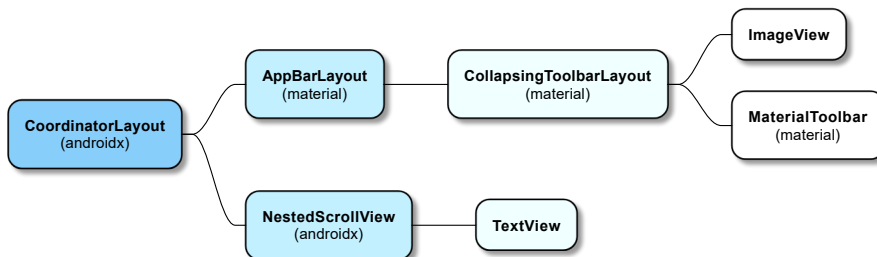 CoordinatorLayout
(androidx)
AppBarLayout
(material)
CollapsingToolbarLayout
(material)
ImageView
MaterialToolbar
(material)
NestedScrollView
(androidx)
TextView